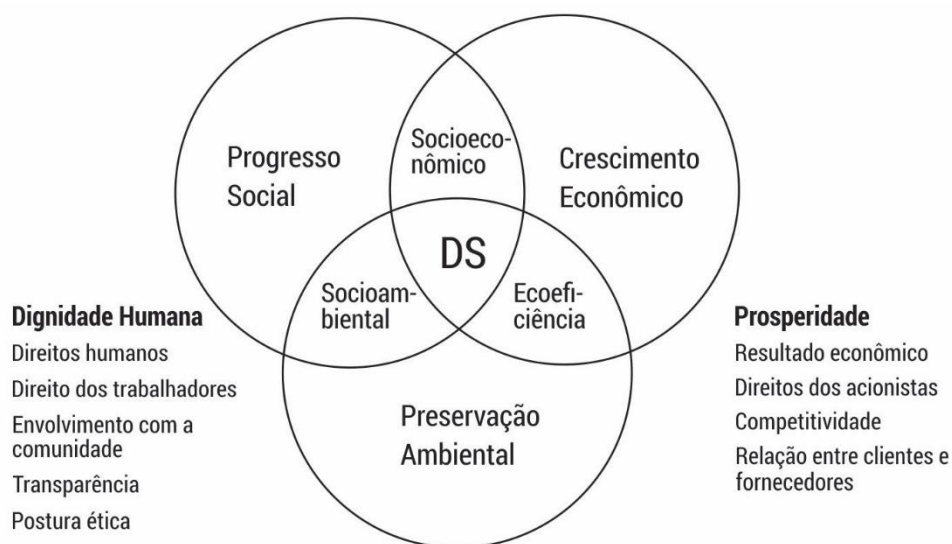 Progresso
Social
Socioeco-
nômico
Crescimento
Econômico
DS
Socioam-
biental
Ecoefi-
ciência
Preservação
Ambiental
Dignidade Humana
Direitos humanos
Direito dos trabalhadores
Envolvimento com a
comunidade
Transparência
Postura ética
Prosperidade
Resultado econômico
Direitos dos acionistas
Competitividade
Relação entre clientes e
fornecedores